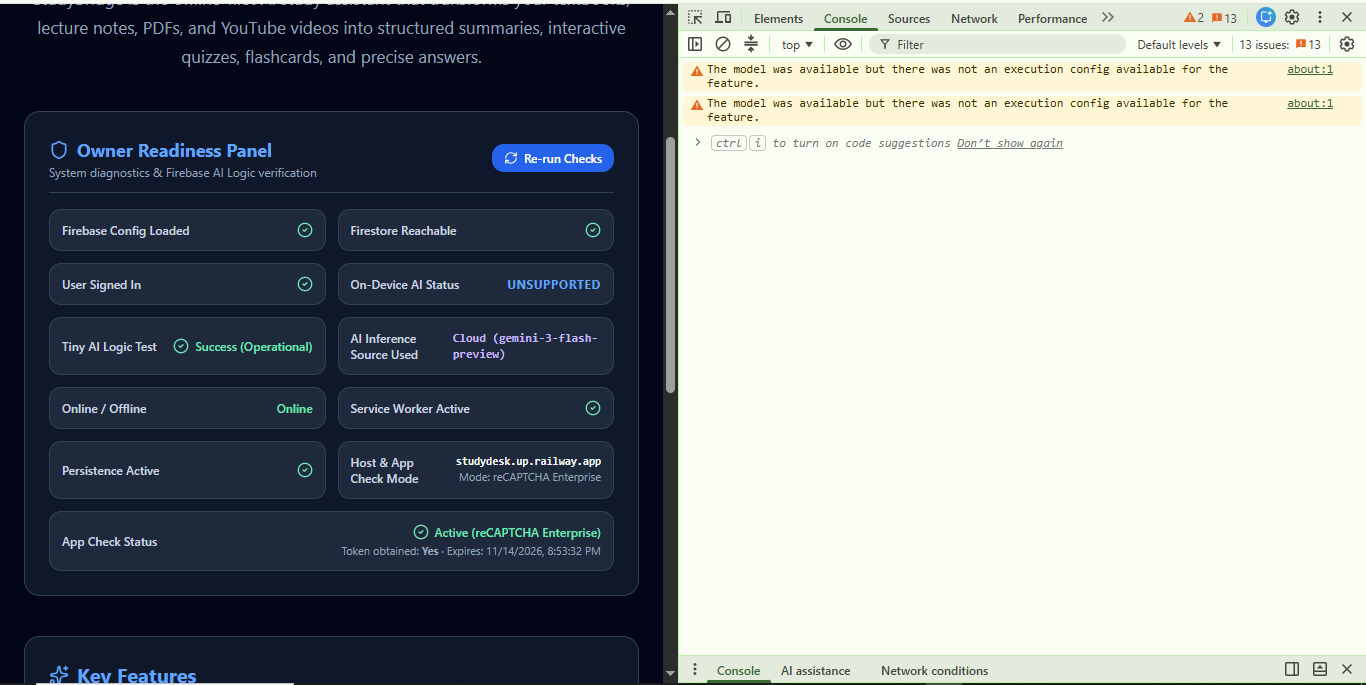 lecture notes, PDFs, and YouTube videos into structured summaries, interactive
quizzes, flashcards, and precise answers.
Owner Readiness Panel
System diagnostics & Firebase AI Logic verification
Re-run Checks
Firebase Config Loaded
Firestore Reachable
User Signed In
On-Device AI Status
UNSUPPORTED
Tiny AI Logic Test
Success (Operational)
AI Inference
Source Used
Cloud (gemini-3-flash-
preview)
Online / Offline
Online
Service Worker Active
Persistence Active
Host & App
Check Mode
studydesk.up.railway.app
Mode: reCAPTCHA Enterprise
App Check Status
Active (reCAPTCHA Enterprise)
Token obtained: Yes · Expires: 11/14/2026, 8:53:32 PM
Key Features
Elements
Console
Sources
Network
Performance
2
13
top
Filter
Default levels
13 issues:
13
The model was available but there was not an execution config available for the
feature.
about:1
The model was available but there was not an execution config available for the
feature.
about:1
ctrl i to turn on code suggestions Don't show again
Console
AI assistance
Network conditions